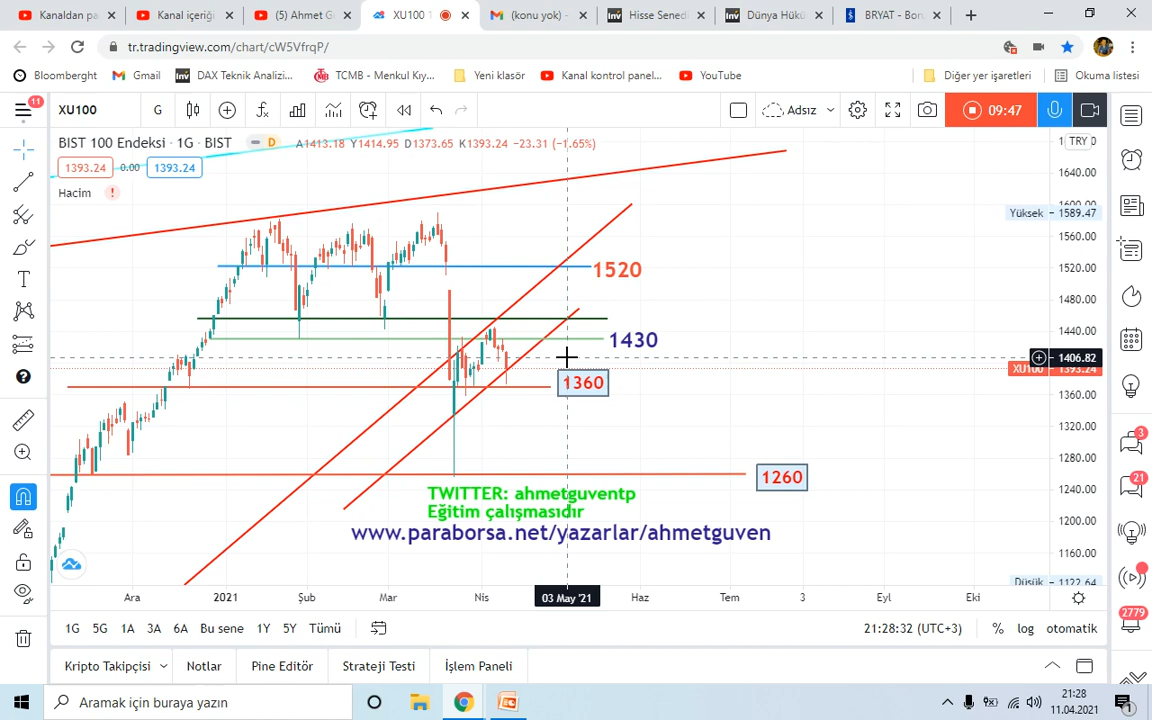 Kanaldan pa
Kanal içeriği
(5) Ahmet G
XU100 1
(konu yok) -
Hisse Sened
Dünya Hükü
BRYAT - Bor
tr.tradingview.com/chart/cW5VfrqP/
Bloomberght
Gmail
DAX Teknik Analizi...
TCMB - Menkul Kıy...
Yeni klasör
Kanal kontrol panel...
YouTube
Diğer yer işaretleri
Okuma listesi
11
XU100
G
Adsız
09:47
BIST 100 Endeksi · 1G · BIST
D
A1413.18 Y1414.95 D1373.65 K1393.24 −23.31 (−1.65%)
TRY
1393.24
0.00
1393.24
Hacim
1640.00
1600.00
Yüksek
1589.47
1560.00
1520.00
1520
1480.00
1440.00
1430
1406.82
XU100
1393.24
1360
1360.00
1320.00
1280.00
1260
1240.00
TWITTER: ahmetguventp
Eğitim çalışmasıdır
www.paraborsa.net/yazarlar/ahmetguven
1200.00
1160.00
Düşük
1122.64
Ara
2021
Şub
Mar
Nis
03 May '21
Haz
Tem
3
Eyl
Eki
3
21
2779
1G
5G
1A
3A
6A
Bu sene
1Y
5Y
Tümü
21:28:32 (UTC+3)
%
log
otomatik
Kripto Takipçisi
Notlar
Pine Editör
Strateji Testi
İşlem Paneli
Aramak için buraya yazın
21:28
11.04.2021
1